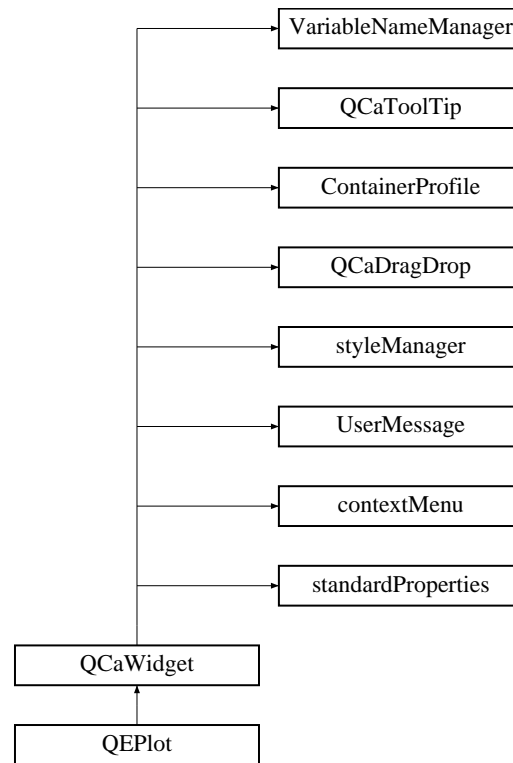 VariableNameManager
QCaToolTip
ContainerProfile
QCaDragDrop
styleManager
UserMessage
contextMenu
standardProperties
QCaWidget
QEPlot